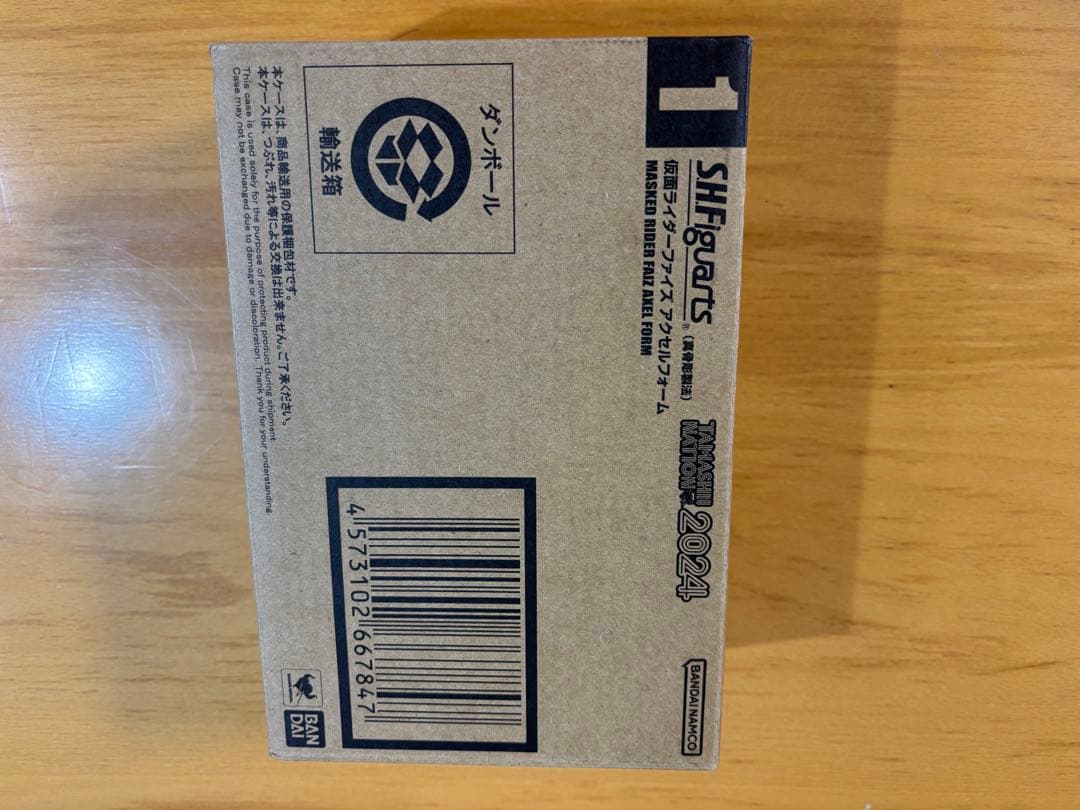 1
S.H.Figuarts® (真骨彫製法)
仮面ライダーファイズ アクセルフォーム
MASKED RIDER FAIZ AXEL FORM
TAMASHII
NATION
2024
BANDAI NAMCO
ダンボール
輸送箱
本ケースは、商品輸送用の保護梱包材です。
本ケースは、つぶれ、汚れ等による交換は出来ません。ご了承ください。
This case is used solely for the purpose of protecting product during shipment.
Case may not be exchanged due to damage or discoloration. Thank you for your understanding.
4 573102 667847
BAN
DAI